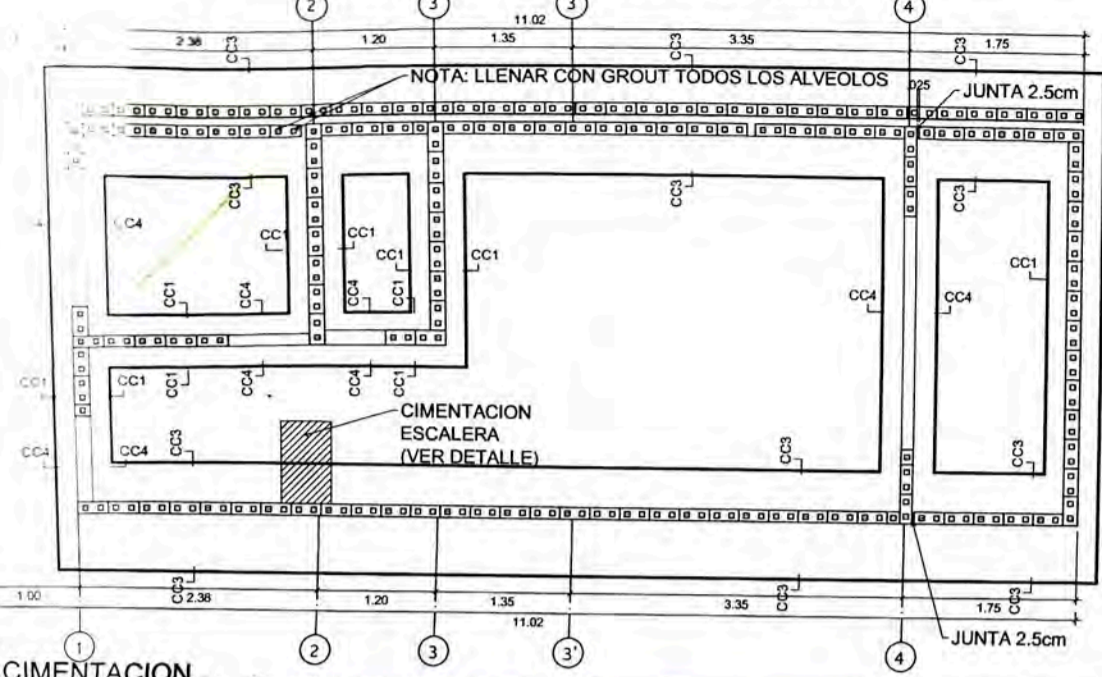 2 3 3 4
11.02
2.38 1.20 1.35 3.35 1.75
CC3 CC3 CC3
NOTA: LLENAR CON GROUT TODOS LOS ALVEOLOS
.025
JUNTA 2.5cm
CC3 CC3 CC3
C4 CC1 CC1 CC1 CC1 CC1
CC1 CC4 CC4 CC1 CC4 CC4
CC1 CC1 CC1 CC4 CC4 CC1
CIMENTACION
ESCALERA
(VER DETALLE)
CC4 CC4 CC3 CC3 CC3
CC3 CC3 CC3
1.00 2.38 1.20 1.35 3.35 1.75
11.02
JUNTA 2.5cm
1 2 3 3' 4
CIMENTACION